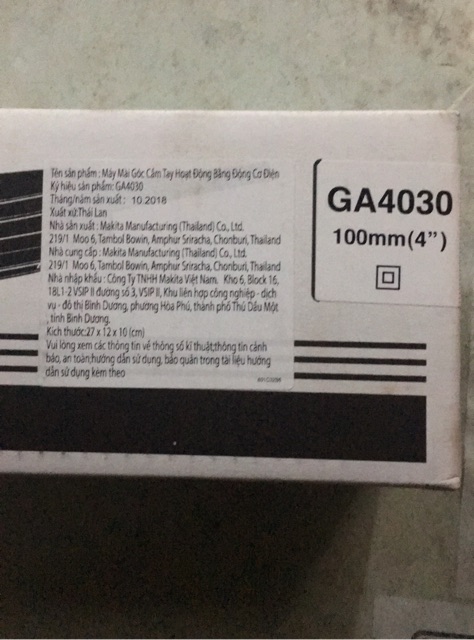 Tên sản phẩm : Máy Mài Góc Cầm Tay Hoạt Động Bằng Động Cơ Điện
Ký hiệu sản phẩm: GA4030
Tháng/năm sản xuất : 10.2018
Xuất xứ:Thái Lan
Nhà sản xuất : Makita Manufacturing (Thailand) Co., Ltd.
219/1 Moo 6, Tambol Bowin, Amphur Sriracha, Chonburi, Thailand
Nhà cung cấp : Makita Manufacturing (Thailand) Co., Ltd.
219/1 Moo 6, Tambol Bowin, Amphur Sriracha, Chonburi, Thailand
Nhà nhập khẩu : Công Ty TNHH Makita Việt Nam. Kho 6, Block 16,
18L1-2 VSIP II đường số 3, VSIP II, Khu liên hợp công nghiệp - dịch
vụ - đô thị Bình Dương, phường Hòa Phú, thành phố Thủ Dầu Một
, tỉnh Bình Dương.
Kích thước:27 x 12 x 10 (cm)
Vui lòng xem các thông tin về thông số kĩ thuật,thông tin cảnh
báo, an toàn,hướng dẫn sử dụng, bảo quản trong tài liệu hướng
dẫn sử dụng kèm theo
GA4030
100mm(4”)